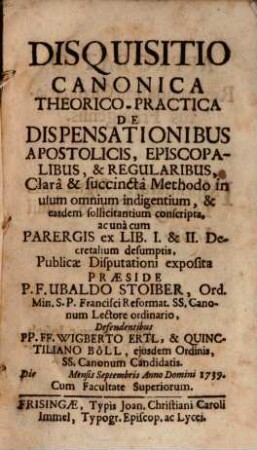 DISQUISITIO
CANONICA
THEORICO-PRACTICA
DE
DISPENSATIONIBUS
APOSTOLICIS, EPISCOPA-
LIBUS, & REGULARIBUS,
Clarâ & succinctâ Methodo in
usum omnium indigentium, &
easdem sollicitantium conscripta,
ac unà cum
PARERGIS ex LIB. I. & II. De-
cretalium desumptis,
Publicæ Disputationi exposita
PRÆSIDE
P. F. UBALDO STOIBER, Ord.
Min. S. P. Francisci Reformat. SS. Cano-
num Lectore ordinario,
Defendentibus
PP. FF. WIGBERTO ERTL, & QUINC-
TILIANO BÖLL, ejusdem Ordinis,
SS. Canonum Candidatis.
Die Mensis Septembris Anno Domini 1739.
Cum Facultate Superiorum.
FRISINGÆ, Typis Joan. Christiani Caroli
Immel, Typogr. Episcop. ac Lycei.